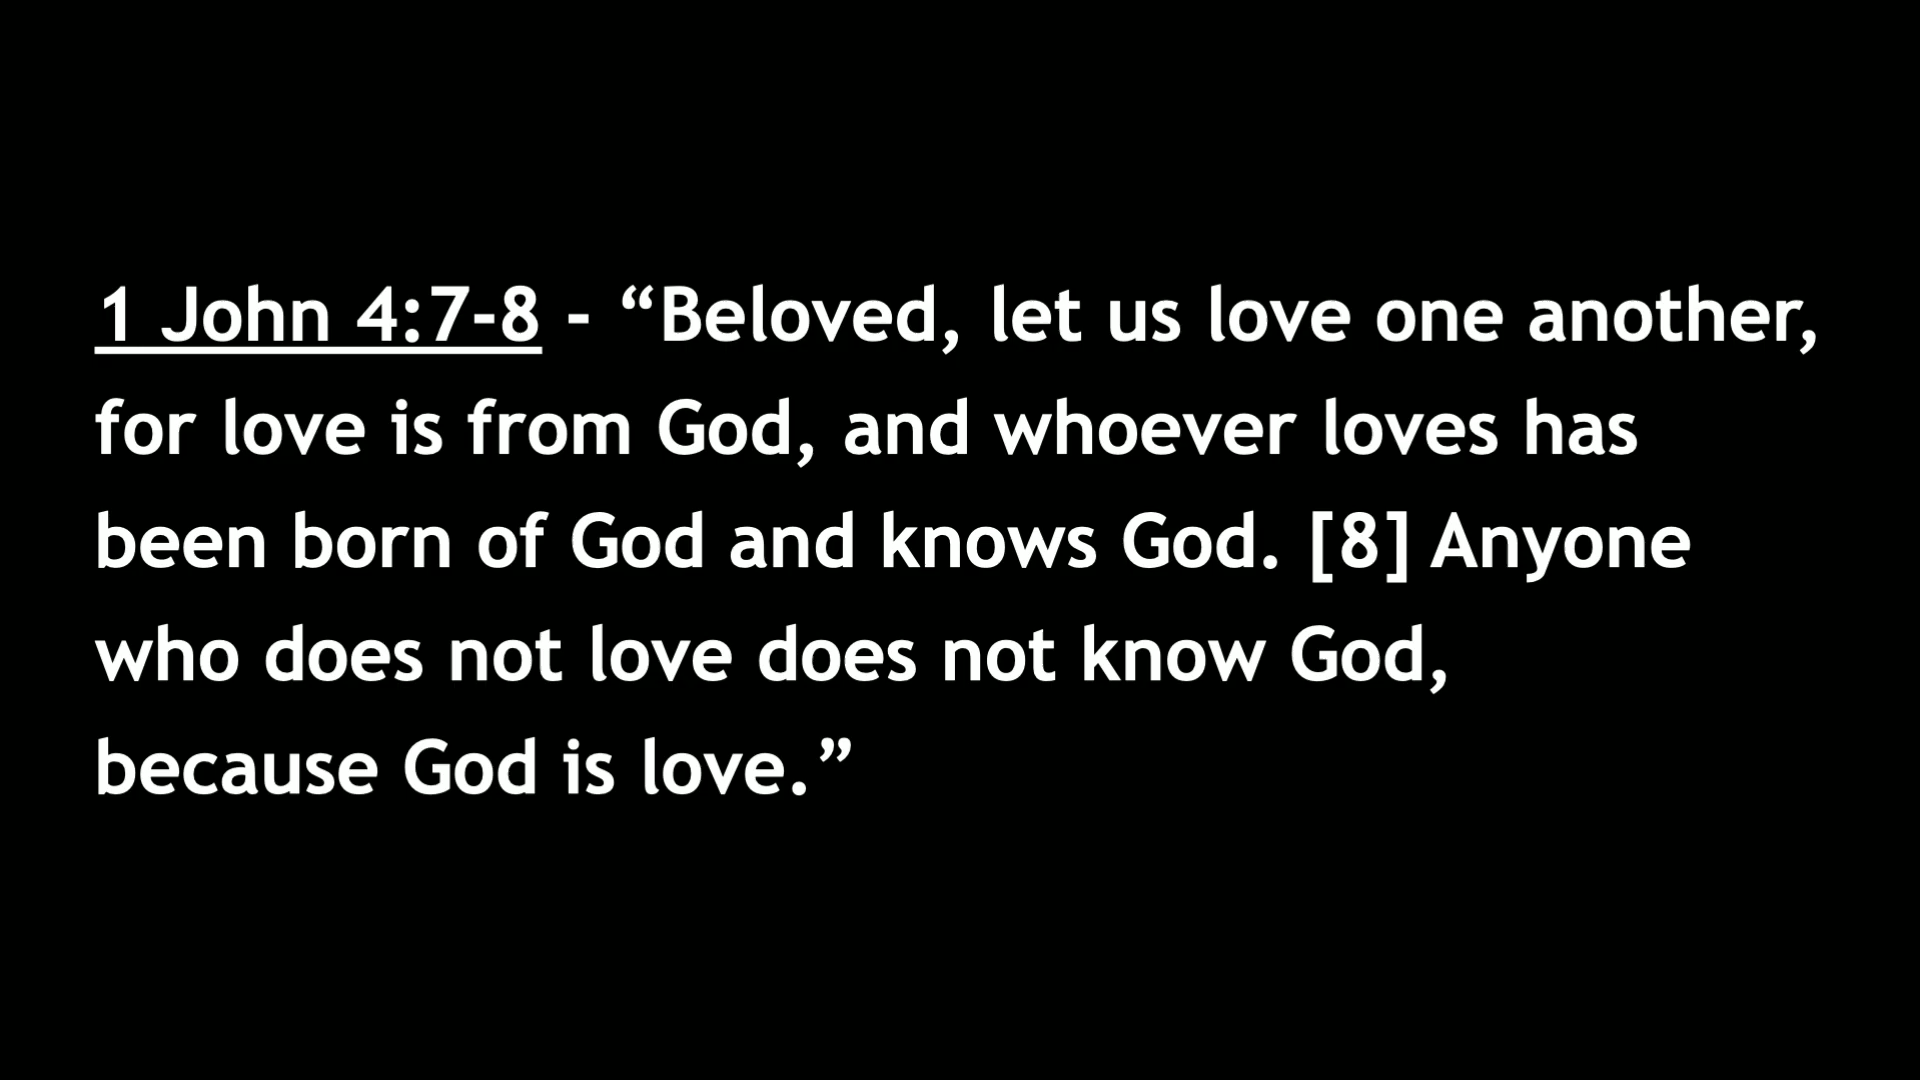 1 John 4:7-8 - “Beloved, let us love one another,
for love is from God, and whoever loves has
been born of God and knows God. [8] Anyone
who does not love does not know God,
because God is love.”